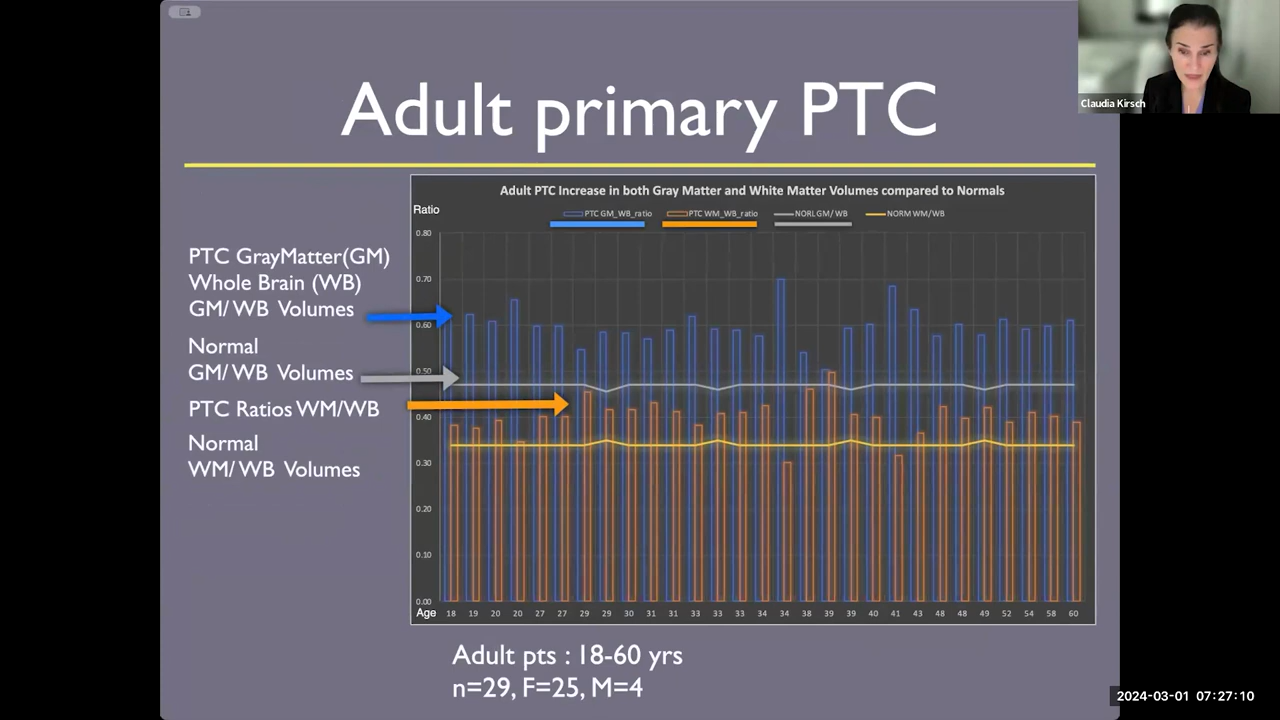 Adult primary PTC
Claudia Kirsch
Adult PTC Increase in both Gray Matter and White Matter Volumes compared to Normals
Ratio
PTC GM_WB_ratio PTC WM_WB_ratio NORL GM/ WB NORM WM/WB
0.80
0.70
0.60
0.50
0.40
0.30
0.20
0.10
0.00
PTC GrayMatter(GM)
Whole Brain (WB)
GM/ WB Volumes
Normal
GM/ WB Volumes
PTC Ratios WM/WB
Normal
WM/ WB Volumes
Age 18 19 20 20 27 27 29 29 30 31 31 33 33 33 34 34 38 39 39 40 41 43 48 48 49 52 54 58 60
Adult pts : 18-60 yrs
n=29, F=25, M=4
2024-03-01 07:27:10